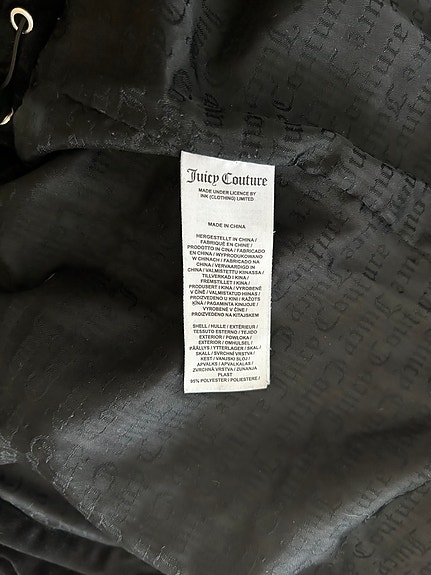 Juicy Couture
MADE UNDER LICENCE BY
INK (CLOTHING) LIMITED
MADE IN CHINA
HERGESTELLT IN CHINA /
FABRIQUÉ EN CHINE /
PRODOTTO IN CINA / FABRICADO
EN CHINA / WYPRODUKOWANO
W CHINACH / FABRICADO NA
CHINA / VERVAARDIGD IN
CHINA / VALMISTETTU KIINASSA /
TILLVERKAD I KINA /
FREMSTILLET I KINA /
PRODUSERT I KINA / VYROBENÉ
V ČÍNE / VALMISTATUD HIINAS /
PROIZVEDENO U KINI / RAŽOTS
ĶĪNĀ / PAGAMINTA KINIJOJE /
VYROBENÉ V ČÍNE /
PROIZVEDENO NA KITAJSKEM
SHELL / HÜLLE / EXTÉRIEUR /
TESSUTO ESTERNO / TEJIDO
EXTERIOR / POWŁOKA /
EXTERIOR / OMHULSEL /
PÄÄLLYS / YTTERLAGER / SKAL /
SKALL / SVRCHNÍ VRSTVA /
KEST / VANJSKI SLOJ /
APVALKS / APVALKALAS /
ZVRCHNÁ VRSTVA / ZUNANJA
PLAST
95% POLYESTER / POLIESTERE /